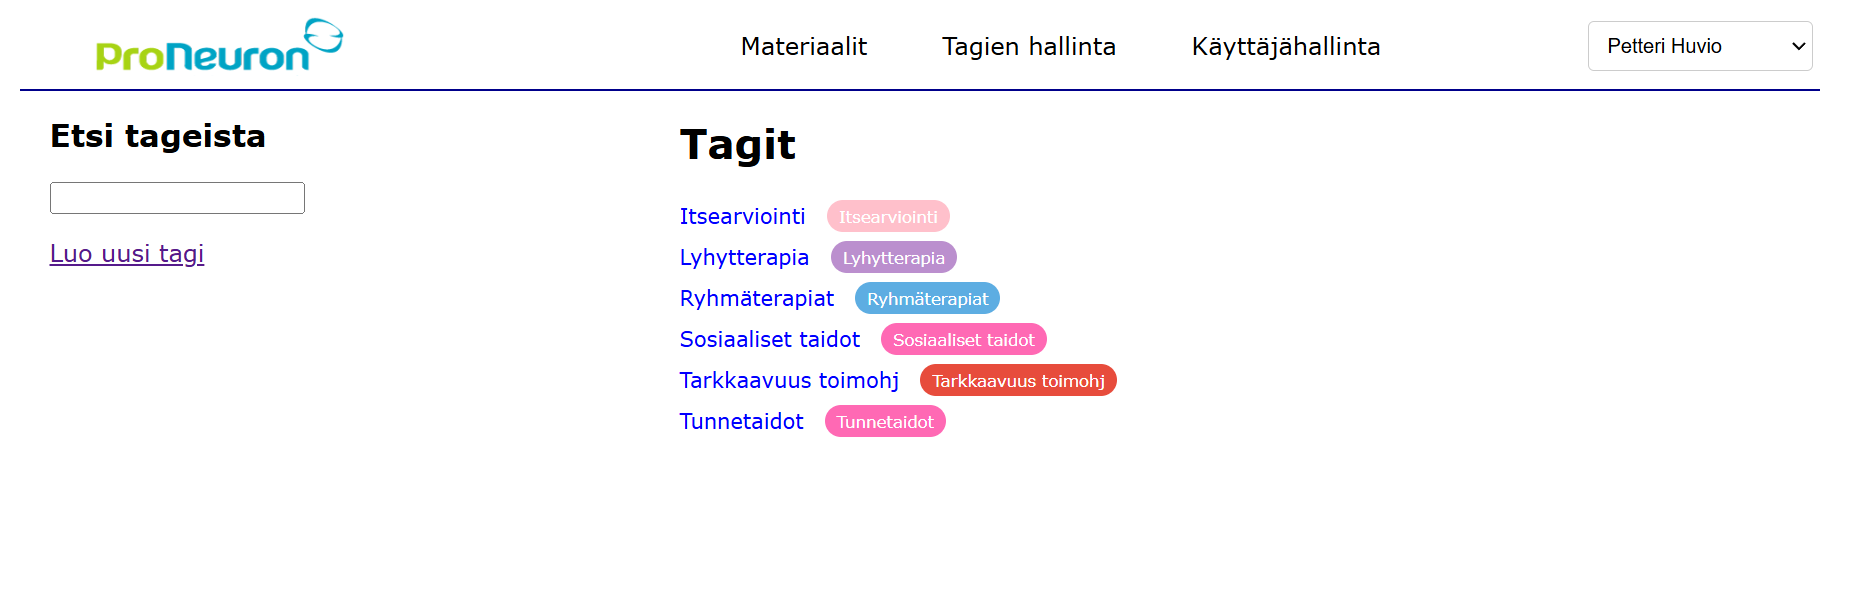 ProNeuron
Materiaalit Tagien hallinta Käyttäjähallinta Petteri Huvio
Etsi tageista
Luo uusi tagi
Tagit
Itsearviointi Itsearviointi
Lyhytterapia Lyhytterapia
Ryhmäterapiat Ryhmäterapiat
Sosiaaliset taidot Sosiaaliset taidot
Tarkkaavuus toimohj Tarkkaavuus toimohj
Tunnetaidot Tunnetaidot